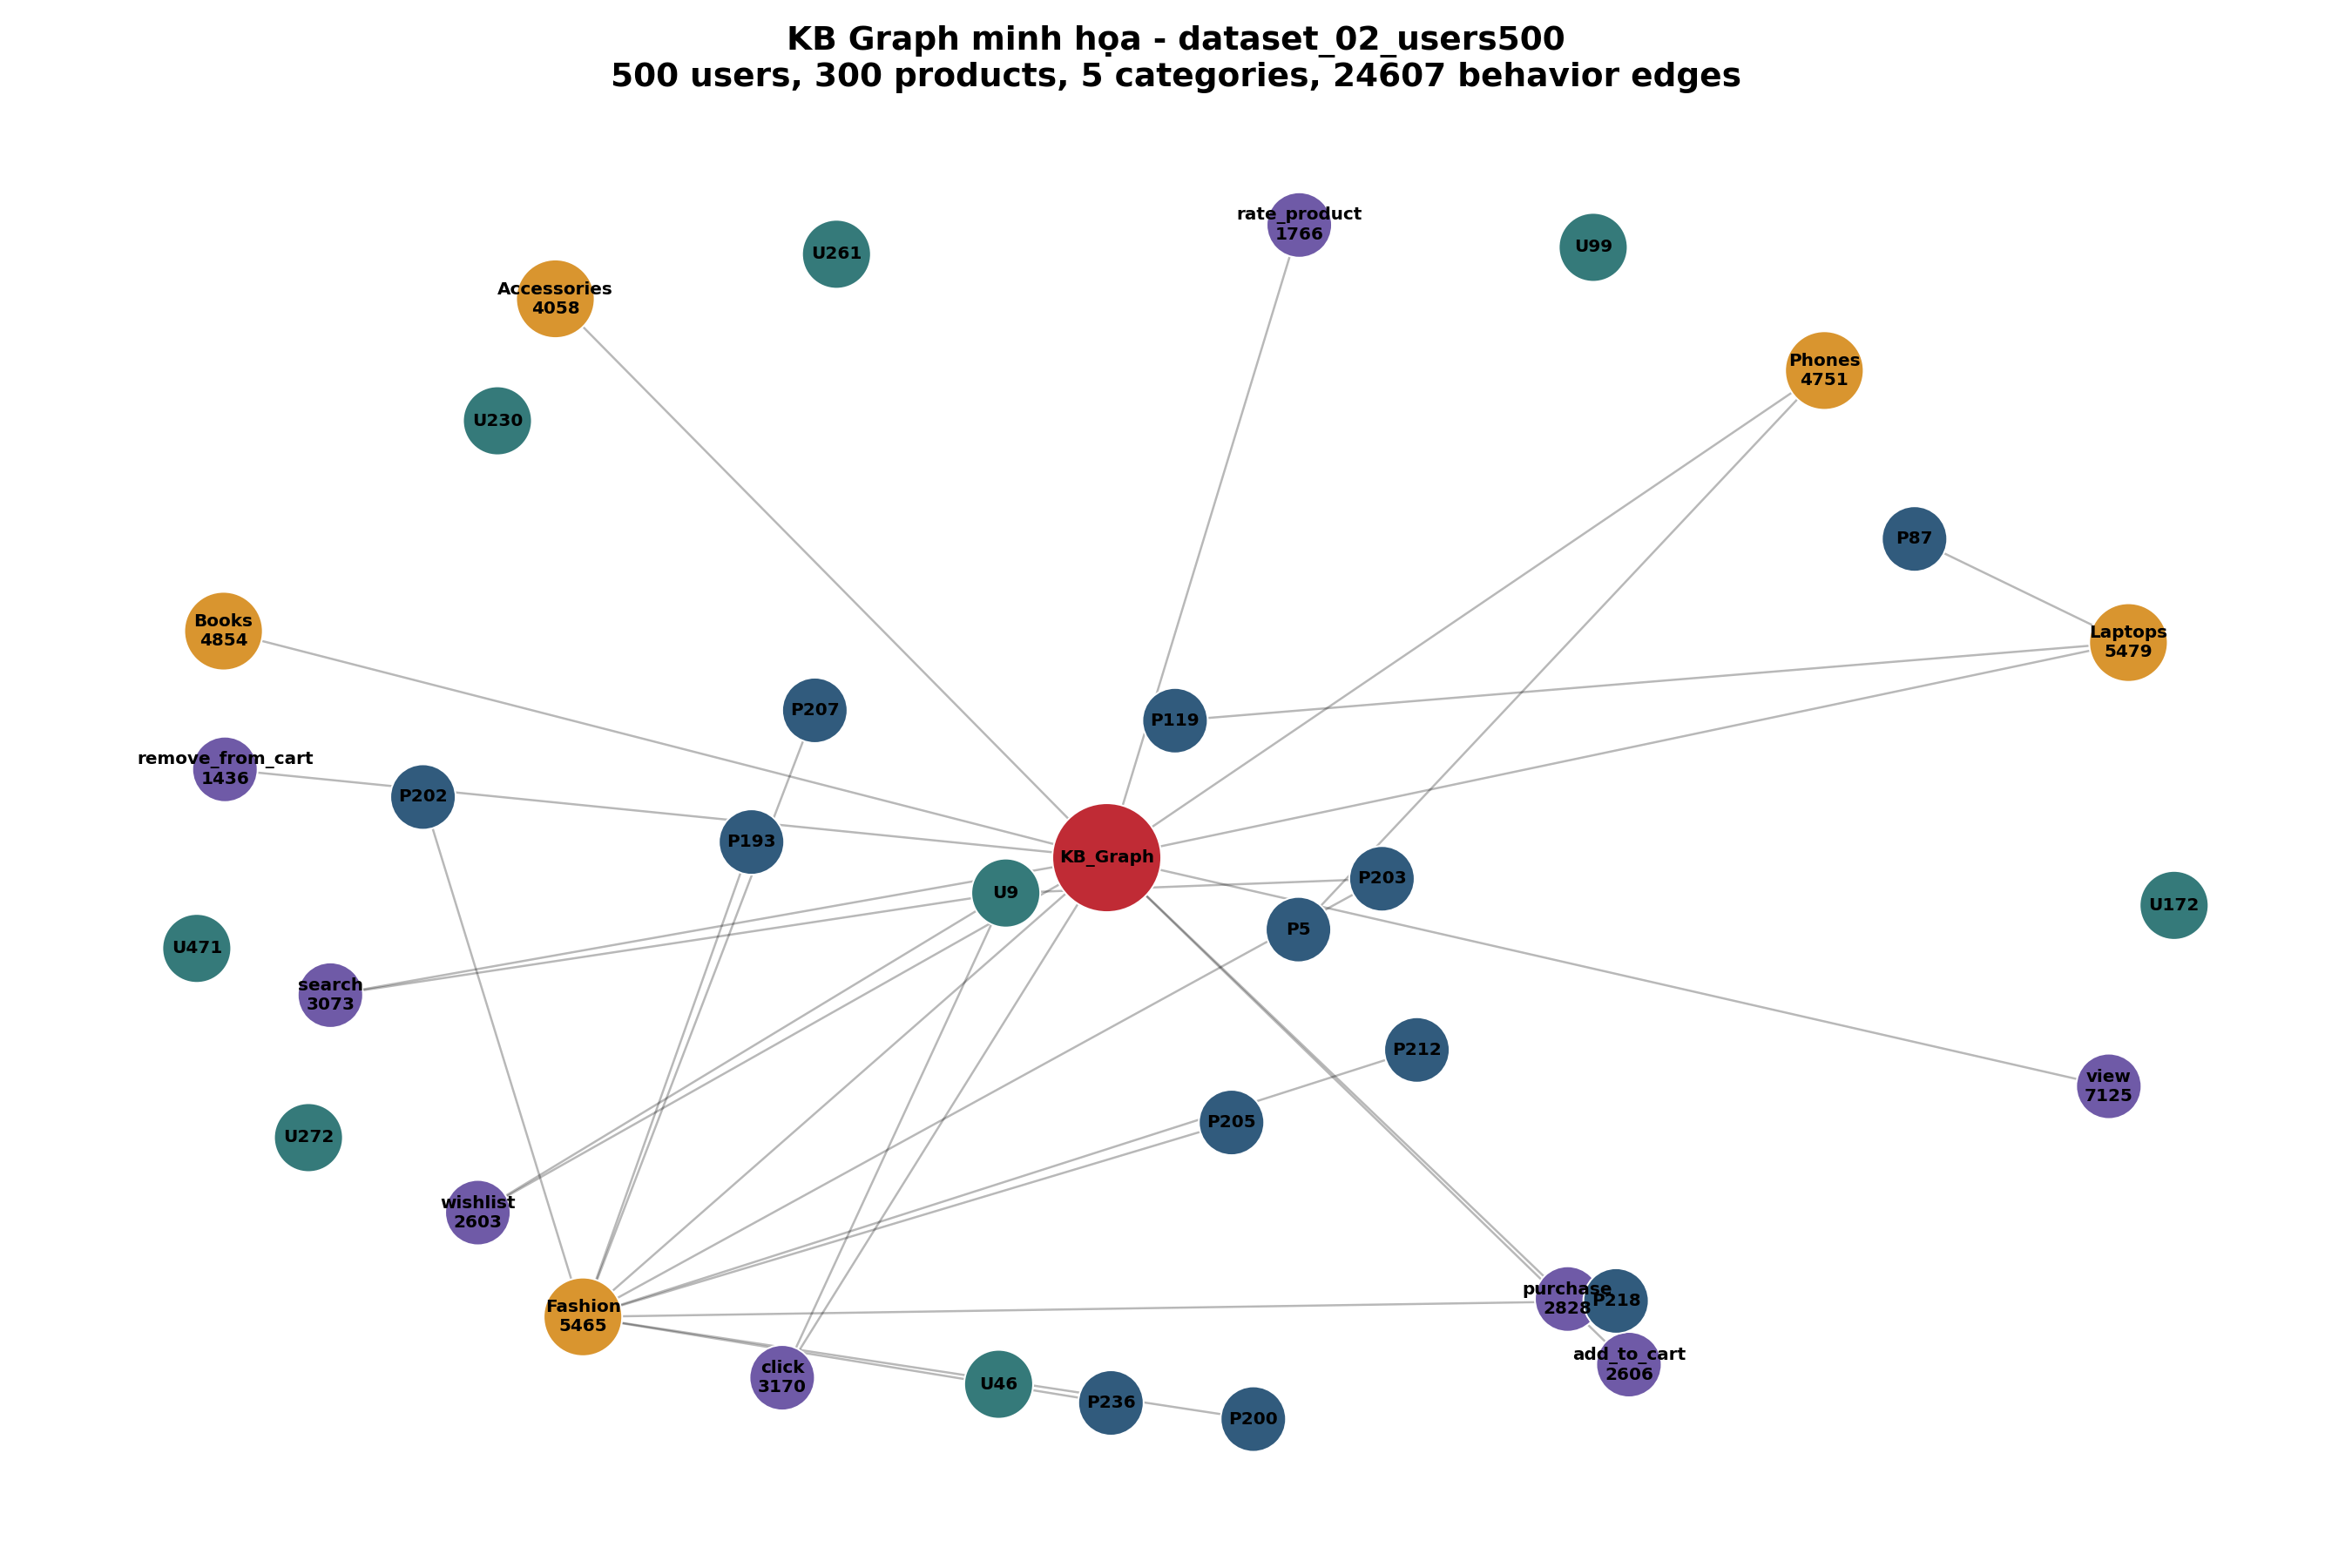 KB Graph minh họa - dataset_02_users500
500 users, 300 products, 5 categories, 24607 behavior edges
rate_product
1766
U99
U261
Accessories
4058
Phones
4751
U230
P87
Books
4854
Laptops
5479
P207
P119
remove_from_cart
1436
P202
P193
KB_Graph
U9
P203
U172
P5
U471
search
3073
P212
view
7125
P205
U272
wishlist
2603
Fashion
5465
purchase
2828
P218
click
3170
U46
add_to_cart
2606
P236
P200